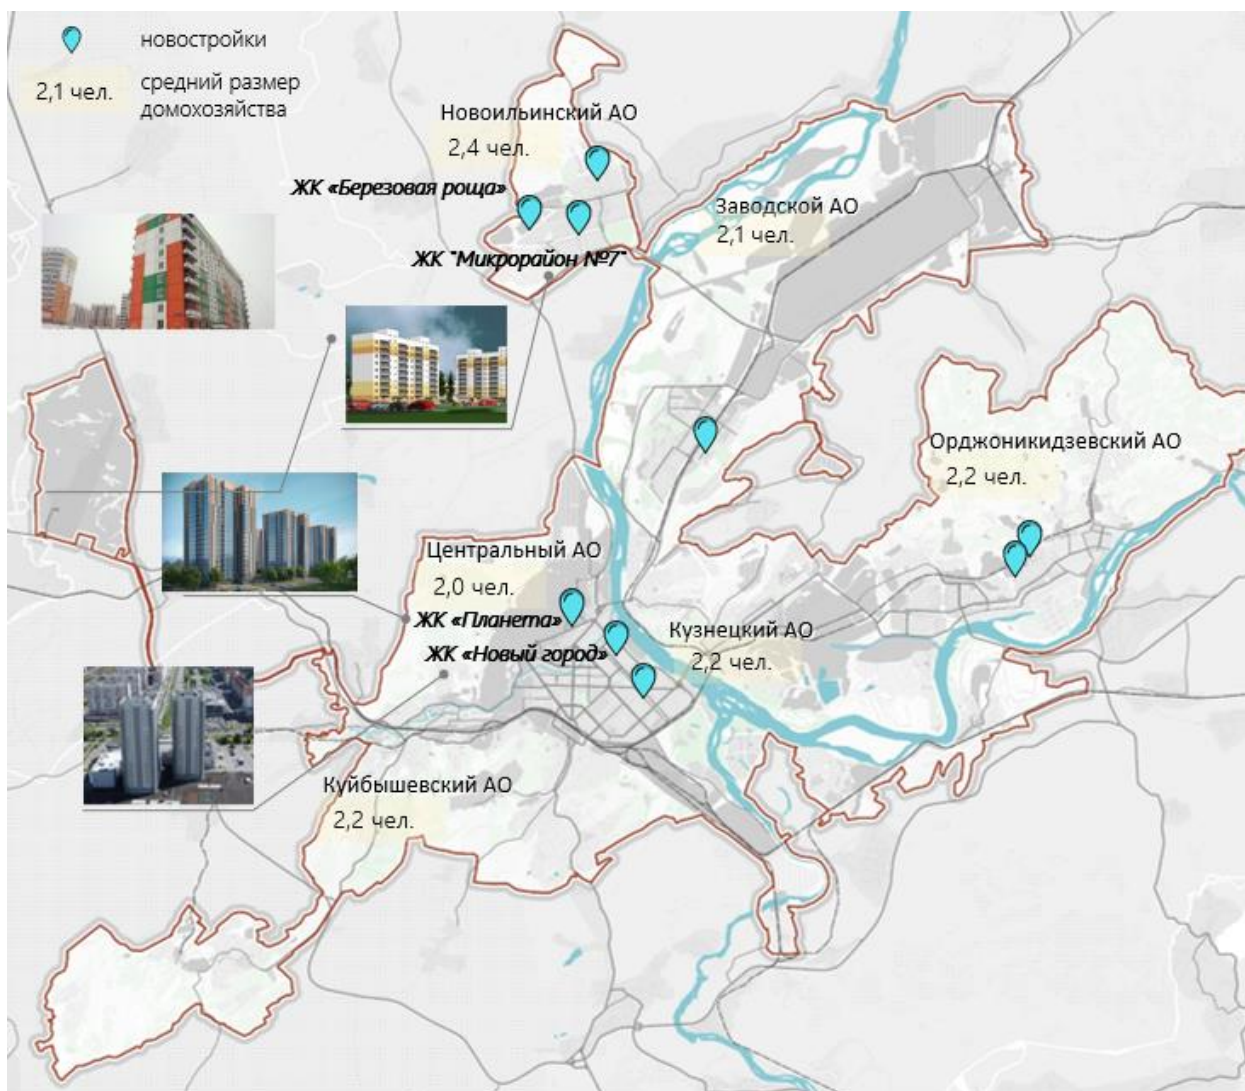 новостройки
2,1 чел.
средний размер
домохозяйства
Новоильинский АО
2,4 чел.
ЖК «Березовая роща»
ЖК "Микрорайон №7"
Заводской АО
2,1 чел.
Орджоникидзевский АО
2,2 чел.
Центральный АО
2,0 чел.
ЖК «Планета»
ЖК «Новый город»
Кузнецкий АО
2,2 чел.
Куйбышевский АО
2,2 чел.